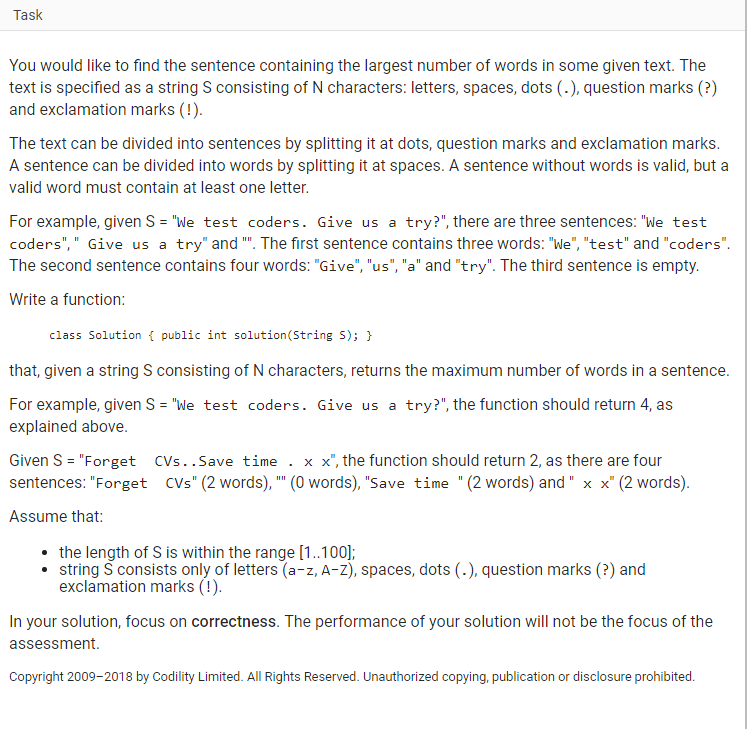 Task
You would like to find the sentence containing the largest number of words in some given text. The
text is specified as a string S consisting of N characters: letters, spaces, dots (.), question marks (?)
and exclamation marks (!).
The text can be divided into sentences by splitting it at dots, question marks and exclamation marks.
A sentence can be divided into words by splitting it at spaces. A sentence without words is valid, but a
valid word must contain at least one letter.
For example, given S = "We test coders. Give us a try?", there are three sentences: "We test
coders", " Give us a try" and "". The first sentence contains three words: "We", "test" and "coders".
The second sentence contains four words: "Give", "us", "a" and "try". The third sentence is empty.
Write a function:
class Solution { public int solution(String S); }
that, given a string S consisting of N characters, returns the maximum number of words in a sentence.
For example, given S = "We test coders. Give us a try?", the function should return 4, as
explained above.
Given S = "Forget  CVs..Save time . x x", the function should return 2, as there are four
sentences: "Forget  CVs" (2 words), "" (0 words), "Save time " (2 words) and " x x" (2 words).
Assume that:
• the length of S is within the range [1..100];
• string S consists only of letters (a-z, A-Z), spaces, dots (.), question marks (?) and
exclamation marks (!).
In your solution, focus on correctness. The performance of your solution will not be the focus of the
assessment.
Copyright 2009–2018 by Codility Limited. All Rights Reserved. Unauthorized copying, publication or disclosure prohibited.